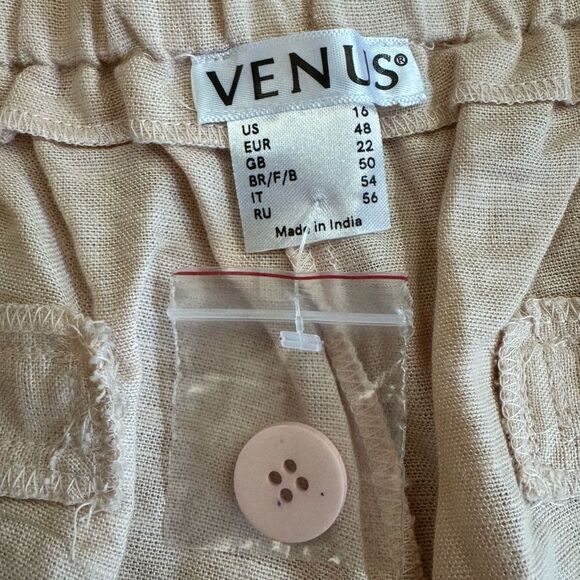 VENUS®
US 16
EUR 48
GB 22
BR/F/B 50
IT 54
RU 56
Made in India